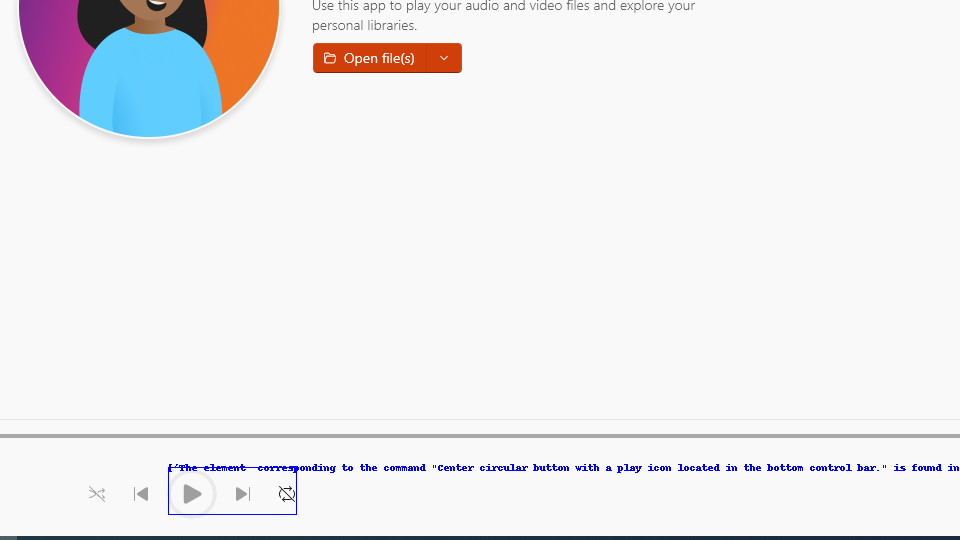 Use this app to play your audio and video files and explore your
personal libraries.
Open file(s)
['The element corresponding to the command "Center circular button with a play icon located in the bottom control bar." is found in